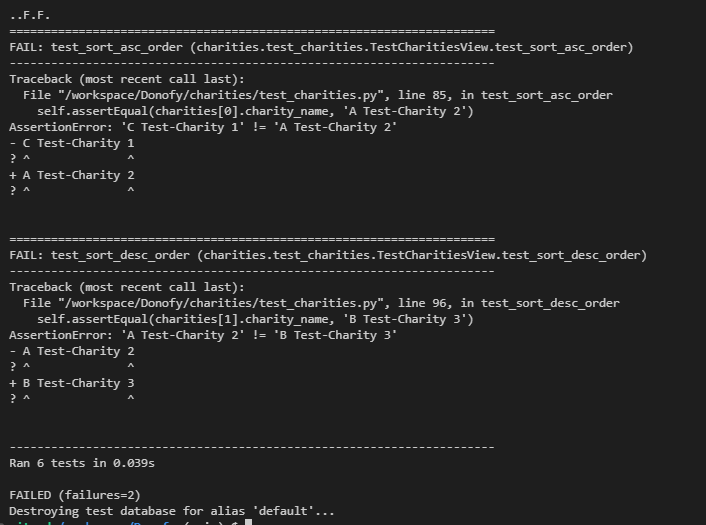 ..F.F.
======================================================================
FAIL: test_sort_asc_order (charities.test_charities.TestCharitiesView.test_sort_asc_order)
----------------------------------------------------------------------
Traceback (most recent call last):
  File "/workspace/Donofy/charities/test_charities.py", line 85, in test_sort_asc_order
    self.assertEqual(charities[0].charity_name, 'A Test-Charity 2')
AssertionError: 'C Test-Charity 1' != 'A Test-Charity 2'
- C Test-Charity 1
? ^              ^
+ A Test-Charity 2
? ^              ^
======================================================================
FAIL: test_sort_desc_order (charities.test_charities.TestCharitiesView.test_sort_desc_order)
----------------------------------------------------------------------
Traceback (most recent call last):
  File "/workspace/Donofy/charities/test_charities.py", line 96, in test_sort_desc_order
    self.assertEqual(charities[1].charity_name, 'B Test-Charity 3')
AssertionError: 'A Test-Charity 2' != 'B Test-Charity 3'
- A Test-Charity 2
? ^              ^
+ B Test-Charity 3
? ^              ^
----------------------------------------------------------------------
Ran 6 tests in 0.039s
FAILED (failures=2)
Destroying test database for alias 'default'...